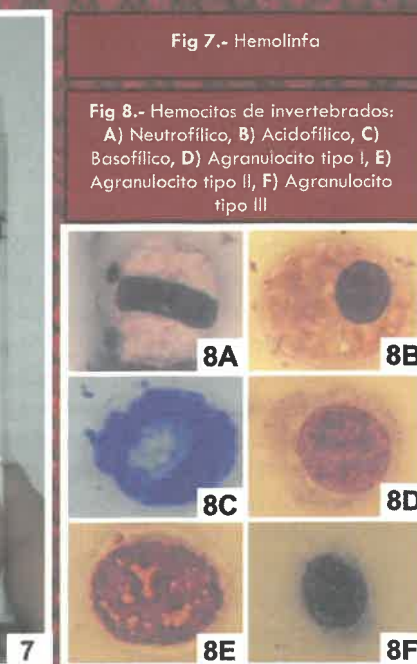 Fig 7.- Hemolinfa
Fig 8.- Hemocitos de invertebrados:
A) Neutrofílico, B) Acidofílico, C)
Basofílico, D) Agranulocito tipo I, E)
Agranulocito tipo II, F) Agranulocito
tipo III
8A
8B
8C
8D
7
8E
8F